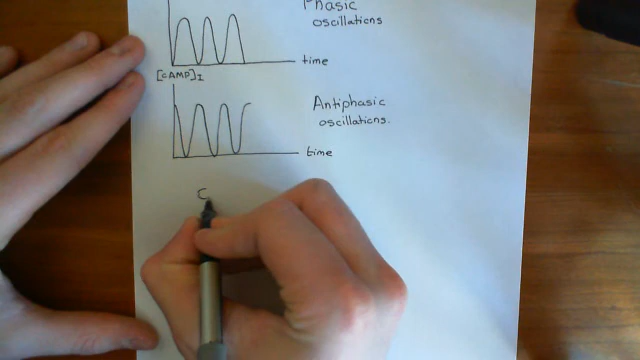 Phasic
oscillations
time
[cAMP]I
Antiphasic
oscillations.
time
C